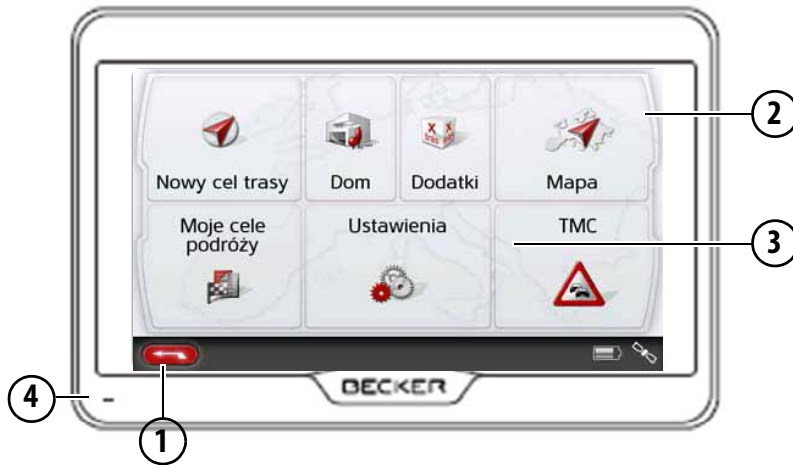 Nowy cel trasy
Dom
Dodatki
Mapa
Moje cele
podróży
Ustawienia
TMC
BECKER
1
2
3
4